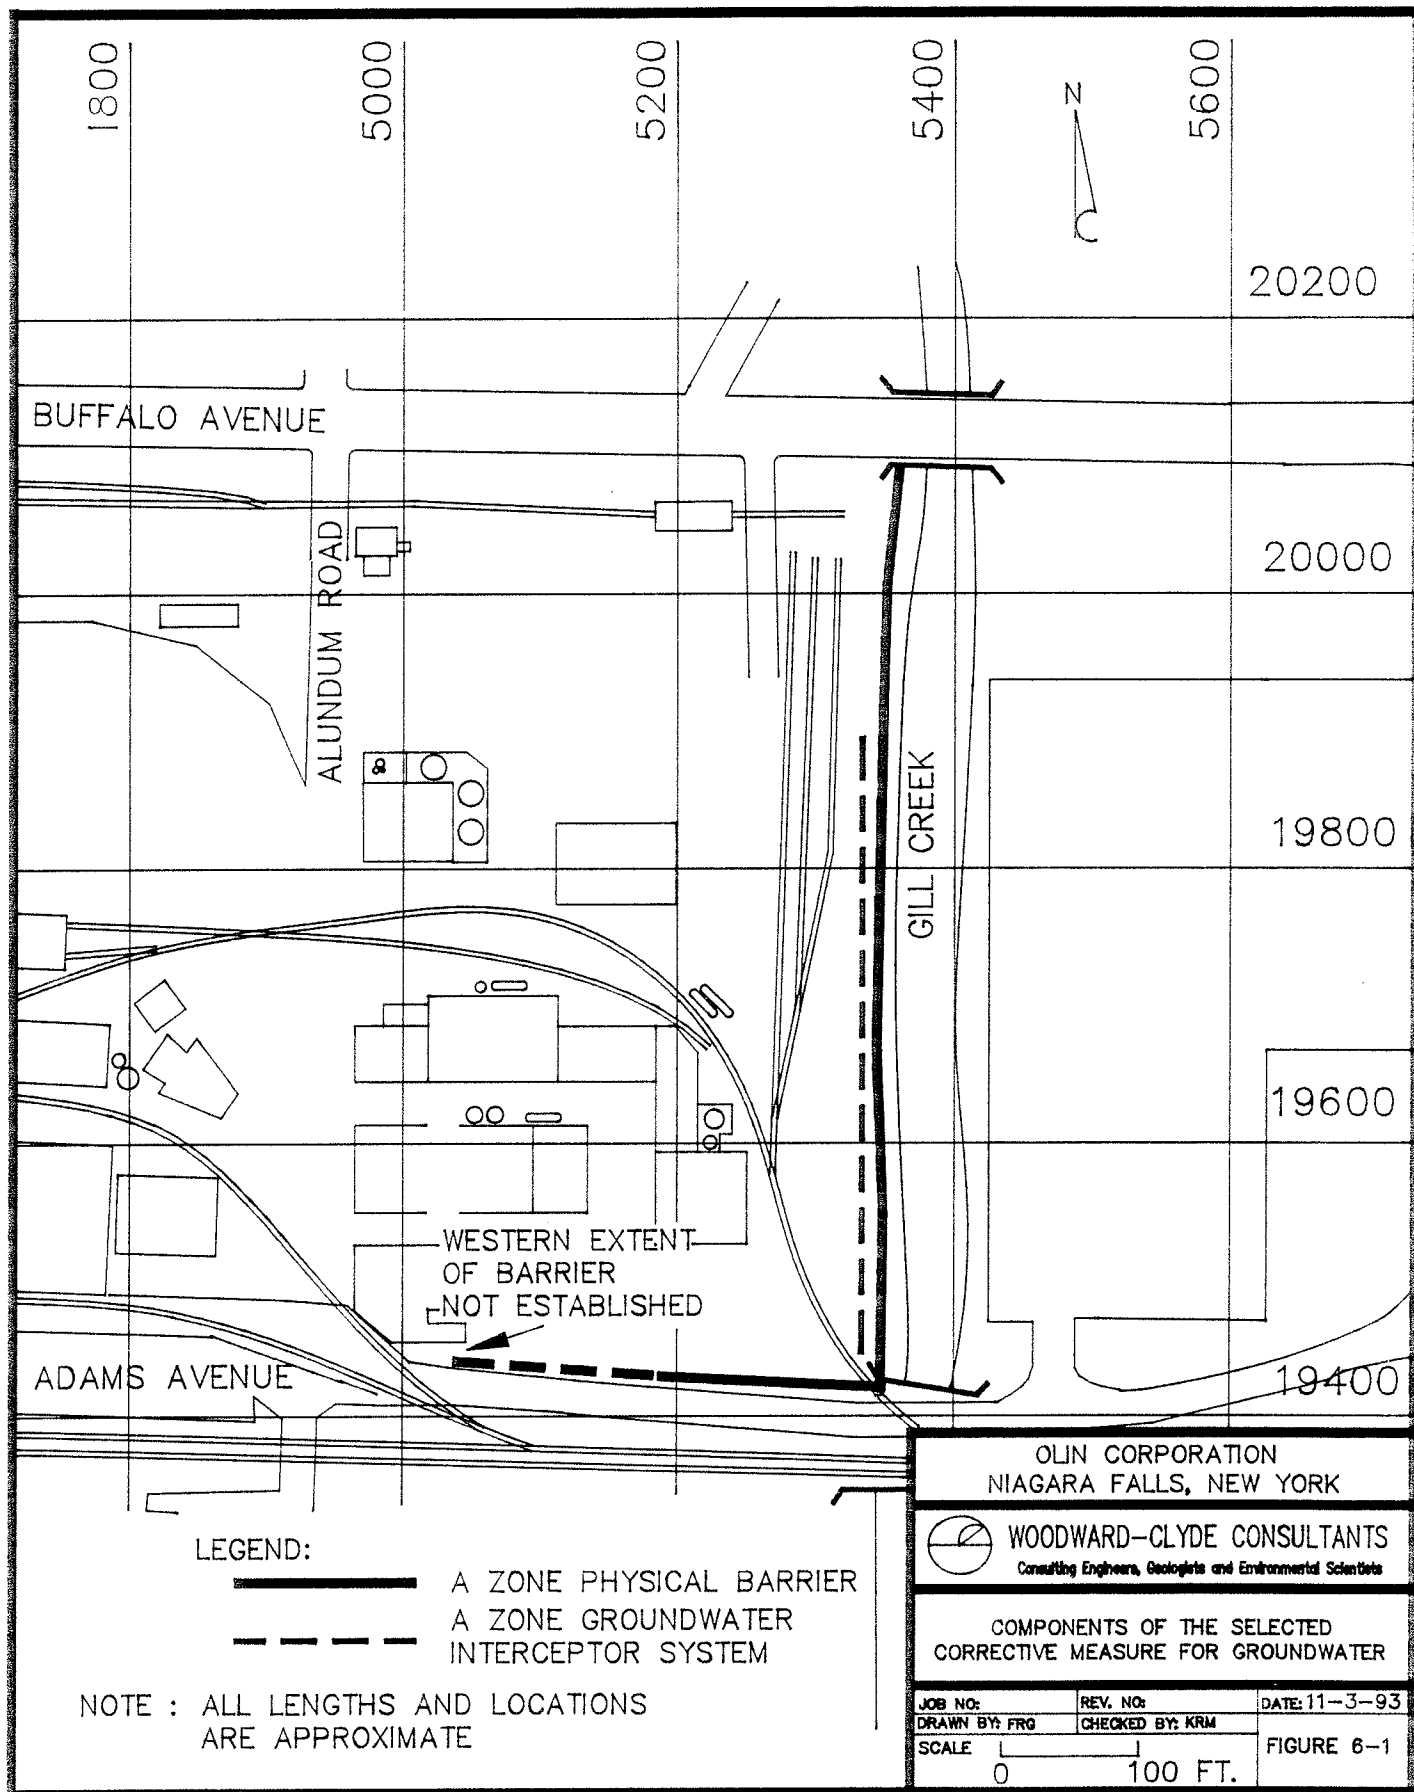 1800
5000
5200
5400
5600
N
20200
BUFFALO AVENUE
20000
ALUNDUM ROAD
GILL CREEK
19800
19600
WESTERN EXTENT
OF BARRIER
NOT ESTABLISHED
ADAMS AVENUE
19400
OLIN CORPORATION
NIAGARA FALLS, NEW YORK
WOODWARD-CLYDE CONSULTANTS
Consulting Engineers, Geologists and Environmental Scientists
LEGEND:
A ZONE PHYSICAL BARRIER
A ZONE GROUNDWATER
INTERCEPTOR SYSTEM
NOTE : ALL LENGTHS AND LOCATIONS
ARE APPROXIMATE
COMPONENTS OF THE SELECTED
CORRECTIVE MEASURE FOR GROUNDWATER
JOB NO:
REV. NO:
DATE: 11-3-93
DRAWN BY: FRG
CHECKED BY: KRM
SCALE
0
100 FT.
FIGURE 6-1